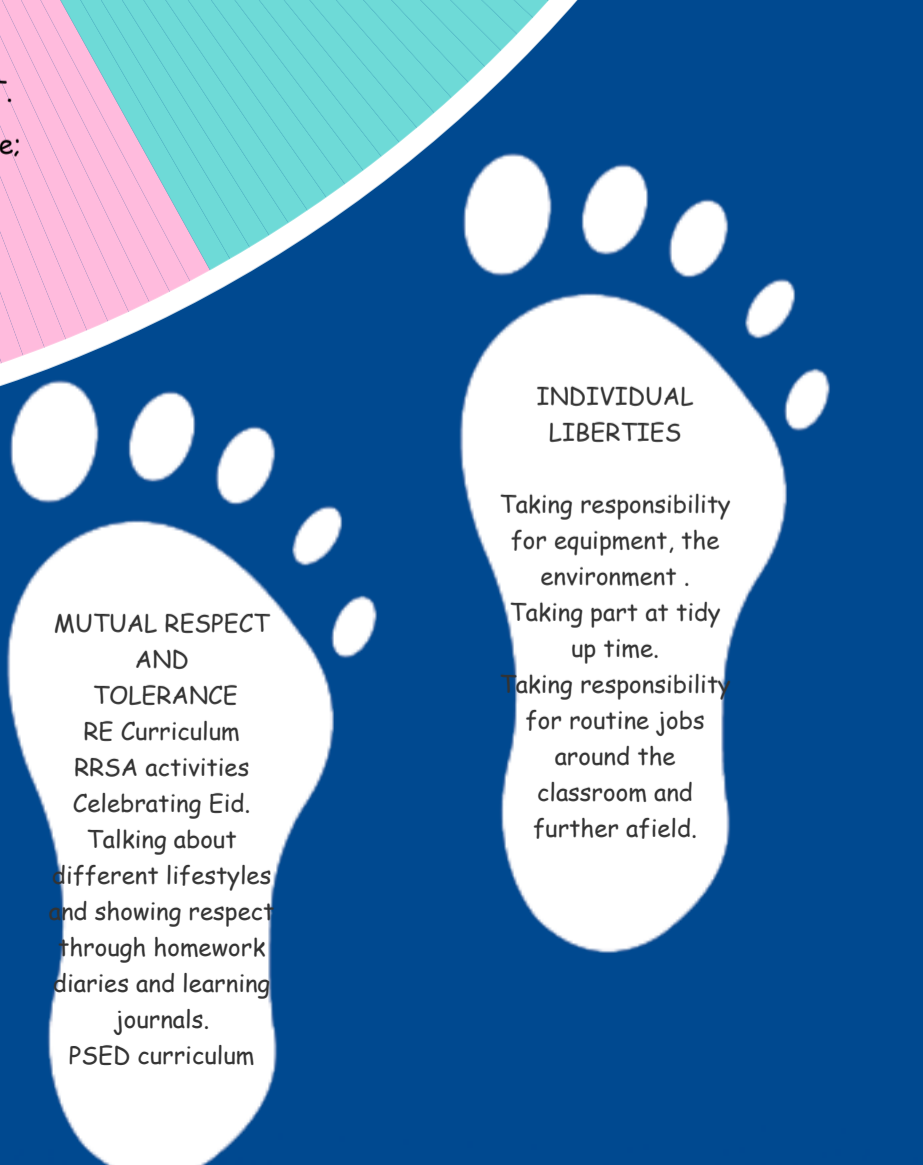 e;
MUTUAL RESPECT
AND
TOLERANCE
RE Curriculum
RRSA activities
Celebrating Eid.
Talking about
different lifestyles
and showing respect
through homework
diaries and learning
journals.
PSED curriculum
INDIVIDUAL
LIBERTIES
Taking responsibility
for equipment, the
environment .
Taking part at tidy
up time.
Taking responsibility
for routine jobs
around the
classroom and
further afield.